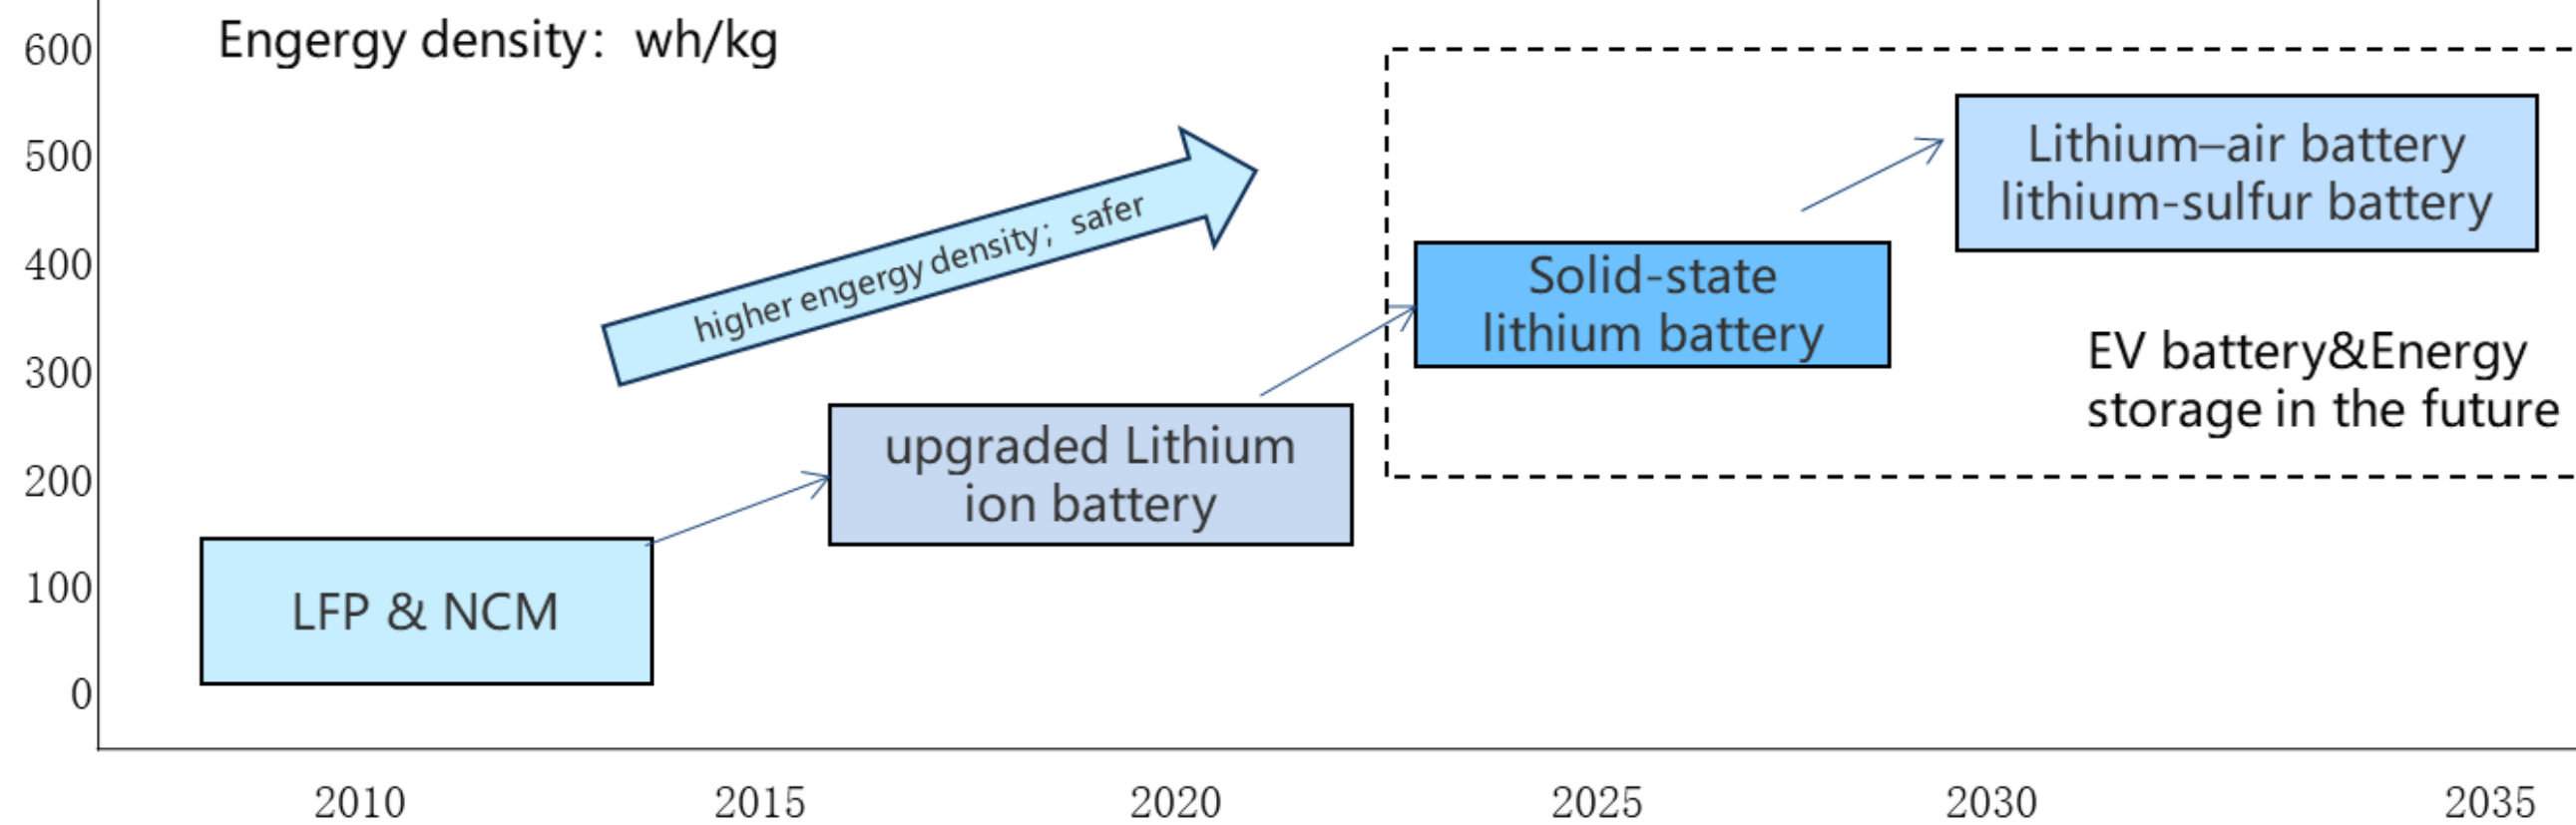 Engergy density：wh/kg
600
500
400
300
200
100
0
higher engergy density；safer
LFP & NCM
upgraded Lithium
ion battery
Solid-state
lithium battery
Lithium–air battery
lithium-sulfur battery
EV battery&Energy
storage in the future
2010
2015
2020
2025
2030
2035